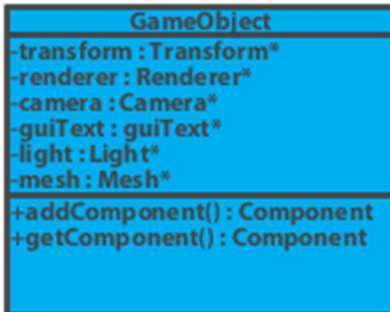 GameObject
-transform : Transform*
-renderer : Renderer*
-camera : Camera*
-guiText : guiText*
-light : Light*
-mesh : Mesh*
+addComponent() : Component
+getComponent() : Component